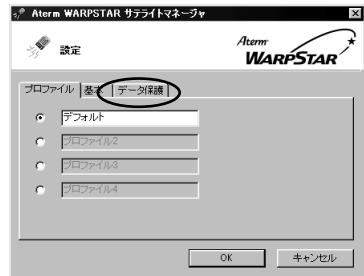 Aterm WARPSTAR サテライトマネージャ
設定
Aterm
WARPSTAR
プロファイル 基本 データ保護
デフォルト
プロファイル2
プロファイル3
プロファイル4
OK キャンセル